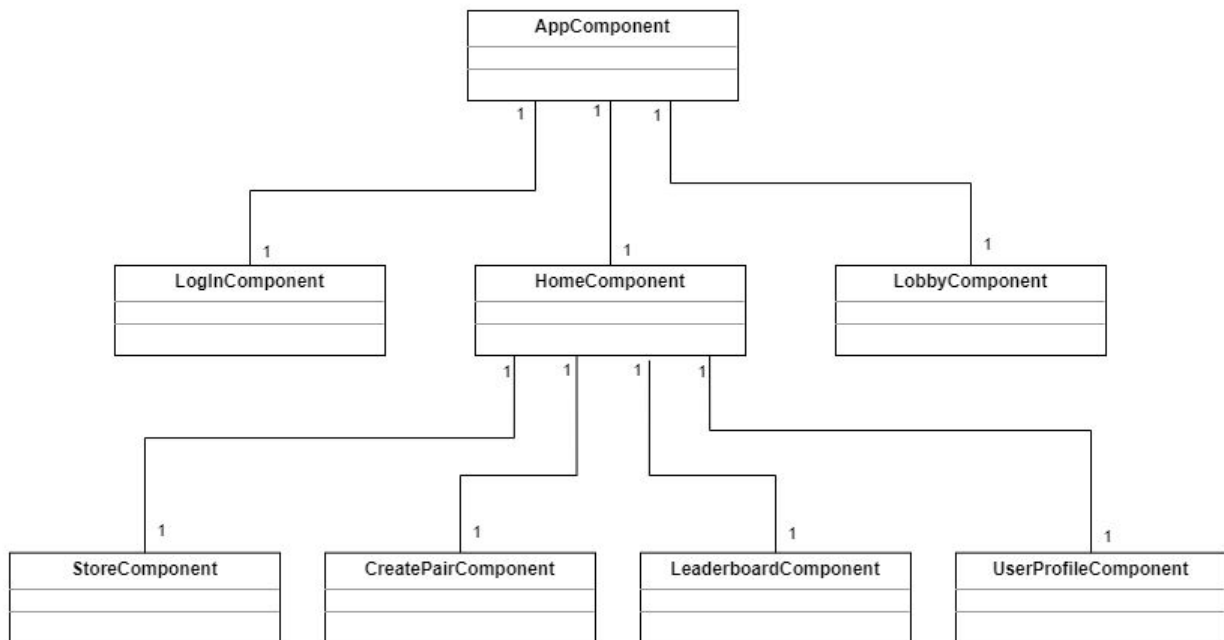 AppComponent
1 1 1
1 1 1
LogInComponent HomeComponent LobbyComponent
1 1 1 1
1 1 1 1
StoreComponent CreatePairComponent LeaderboardComponent UserProfileComponent